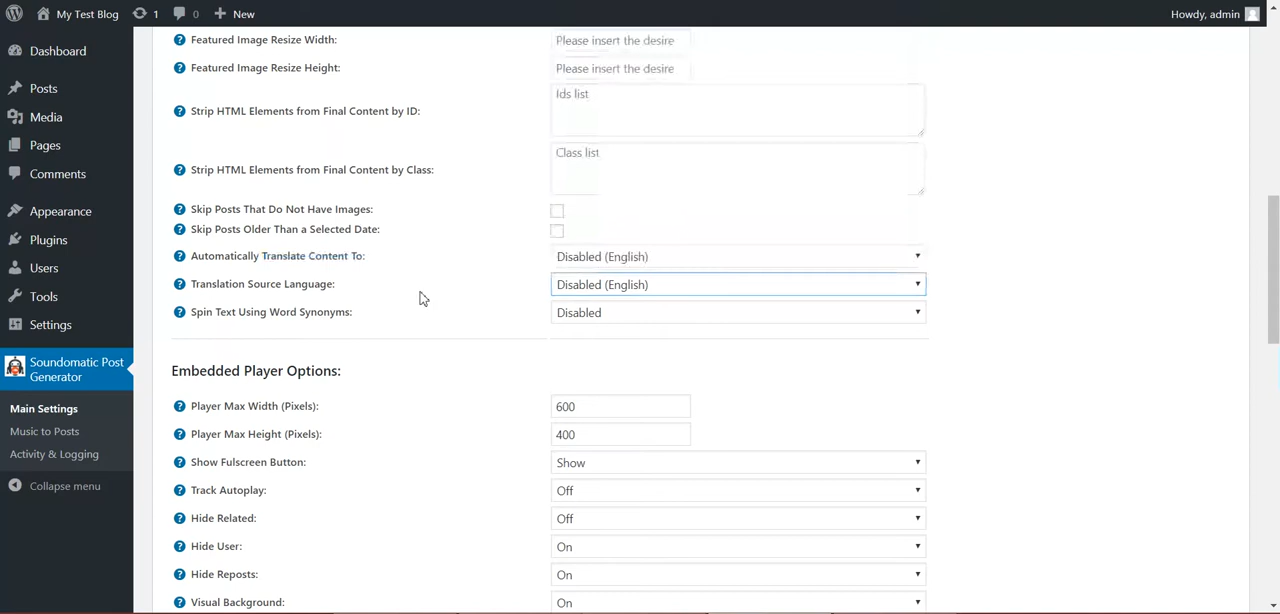 My Test Blog
1
0
New
Howdy, admin
Dashboard
Posts
Media
Pages
Comments
Appearance
Plugins
Users
Tools
Settings
Soundomatic Post
Generator
Main Settings
Music to Posts
Activity & Logging
Collapse menu
Featured Image Resize Width:
Please insert the desire
Featured Image Resize Height:
Please insert the desire
Strip HTML Elements from Final Content by ID:
Ids list
Strip HTML Elements from Final Content by Class:
Class list
Skip Posts That Do Not Have Images:
Skip Posts Older Than a Selected Date:
Automatically Translate Content To:
Disabled (English)
Translation Source Language:
Disabled (English)
Spin Text Using Word Synonyms:
Disabled
Embedded Player Options:
Player Max Width (Pixels):
600
Player Max Height (Pixels):
400
Show Fulscreen Button:
Show
Track Autoplay:
Off
Hide Related:
Off
Hide User:
On
Hide Reposts:
On
Visual Background:
On